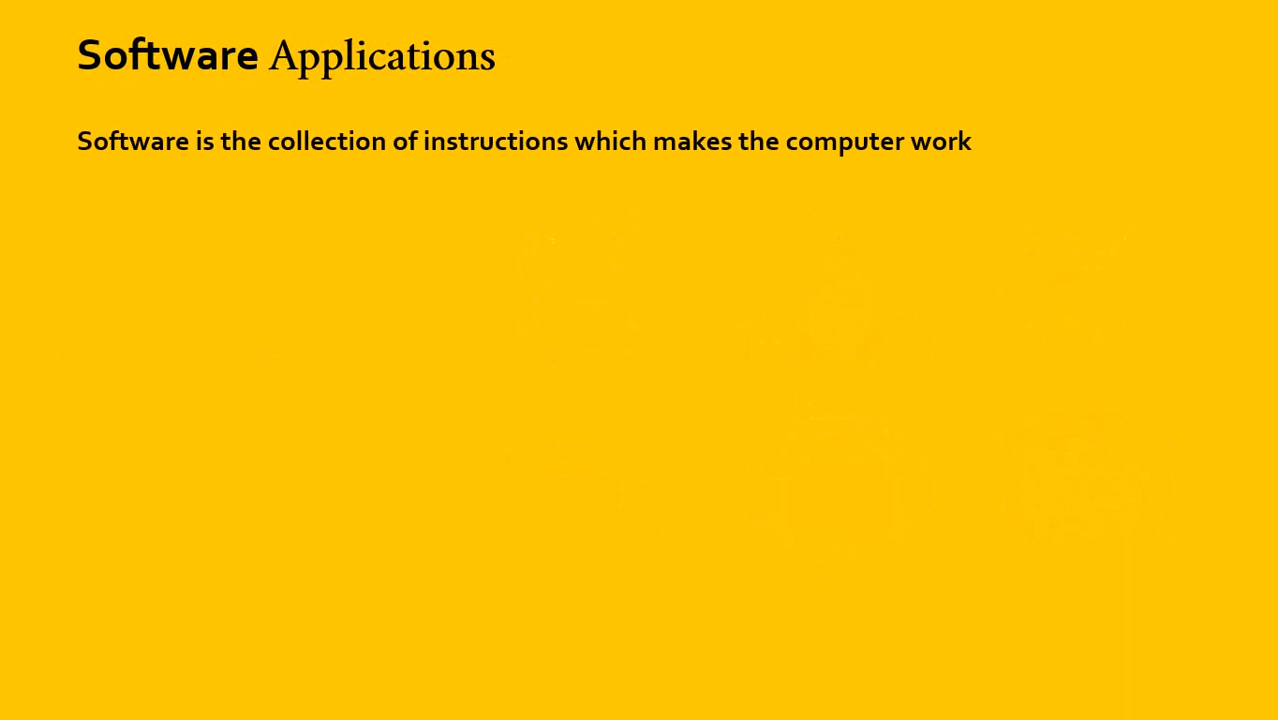 Software Applications
Software is the collection of instructions which makes the computer work